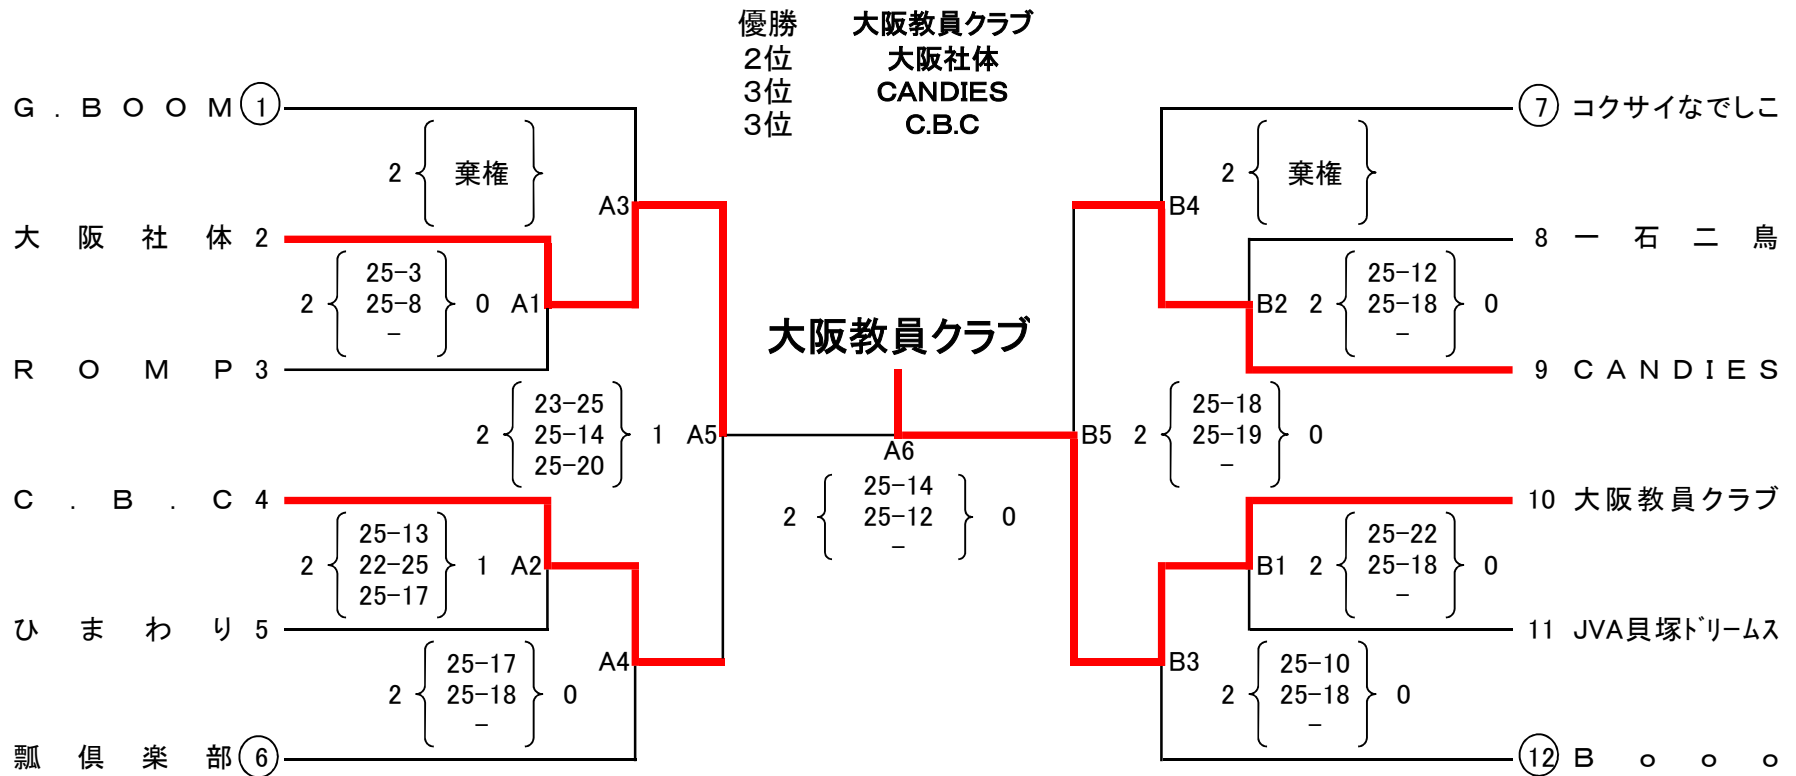 優勝 大阪教員クラブ
2位 大阪社体
3位 CANDIES
3位 C.B.C
G.BOOM ①
2 棄権
A3
大阪社体 2
25-3
2 25-8 0 A1
-
ROMP 3
23-25
2 25-14 1 A5
25-20
C.B.C 4
25-13
2 22-25 1 A2
25-17
ひまわり 5
25-17 A4
2 25-18 0
-
瓢倶楽部 ⑥
大阪教員クラブ
A6
25-14
2 25-12 0
-
⑦ コクサイなでしこ
2 棄権
B4
8 一石二鳥
25-12
B2 2 25-18 0
-
9 CANDIES
25-18
B5 2 25-19 0
-
10 大阪教員クラブ
25-22
B1 2 25-18 0
-
11 JVA貝塚ドリームス
B3 25-10
2 25-18 0
-
⑫ Booo